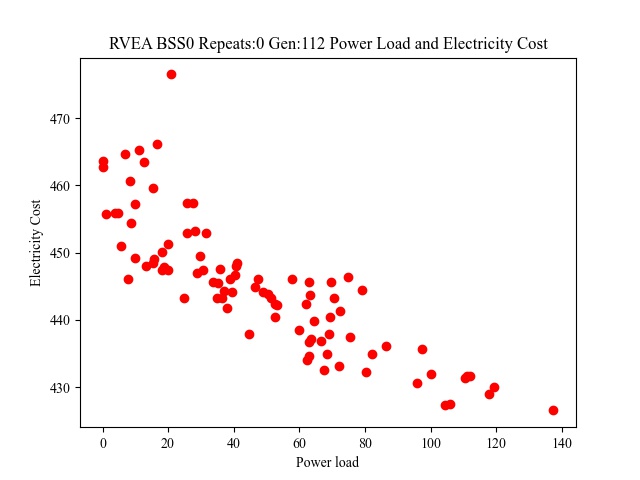 RVEA BSS0 Repeats:0 Gen:112 Power Load and Electricity Cost
470
460
450
440
430
Electricity Cost
0 20 40 60 80 100 120 140
Power load